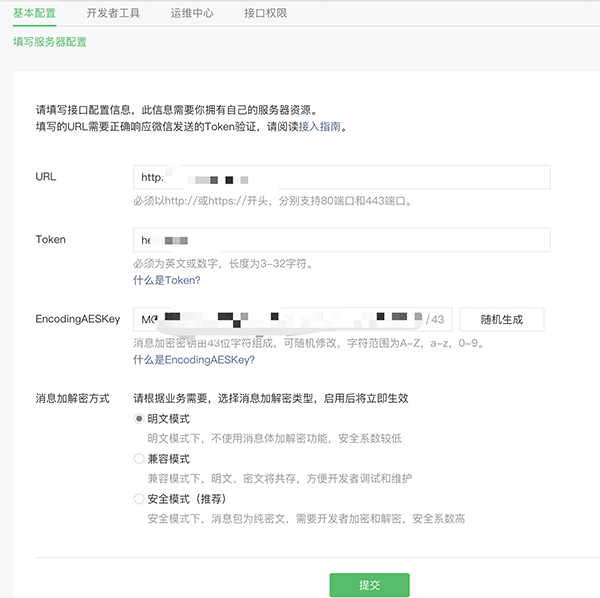 基本配置 开发者工具 运维中心 接口权限
填写服务器配置
请填写接口配置信息，此信息需要你拥有自己的服务器资源。
填写的URL需要正确响应微信发送的Token验证，请阅读接入指南。
URL http.
必须以http://或https://开头，分别支持80端口和443端口。
Token he
必须为英文或数字，长度为3-32字符。
什么是Token?
EncodingAESKey /43 随机生成
消息加密密钥由43位字符组成，可随机修改，字符范围为A-Z，a-z，0-9。
什么是EncodingAESKey?
消息加解密方式 请根据业务需要，选择消息加解密类型，启用后将立即生效
明文模式
明文模式下，不使用消息体加解密功能，安全系数较低
兼容模式
兼容模式下，明文、密文将共存，方便开发者调试和维护
安全模式（推荐）
安全模式下，消息包为纯密文，需要开发者加密和解密，安全系数高
提交